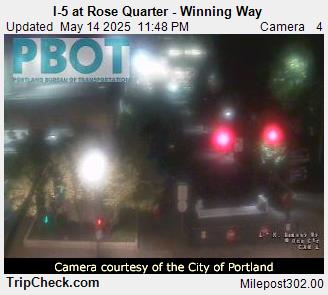 I-5 at Rose Quarter - Winning Way
Updated May 14 2025 11:48 PM Camera 4
PBOT
PORTLAND BUREAU OF TRANSPORTATION
Camera courtesy of the City of Portland
TripCheck.com Milepost302.00